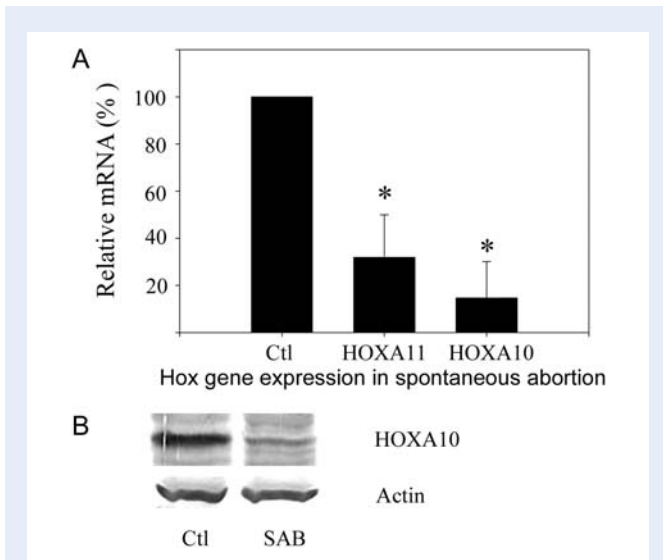 A
Relative mRNA (%)
100
80
60
40
20
*
*
Ctl HOXA11 HOXA10
Hox gene expression in spontaneous abortion
B
HOXA10
Actin
Ctl SAB